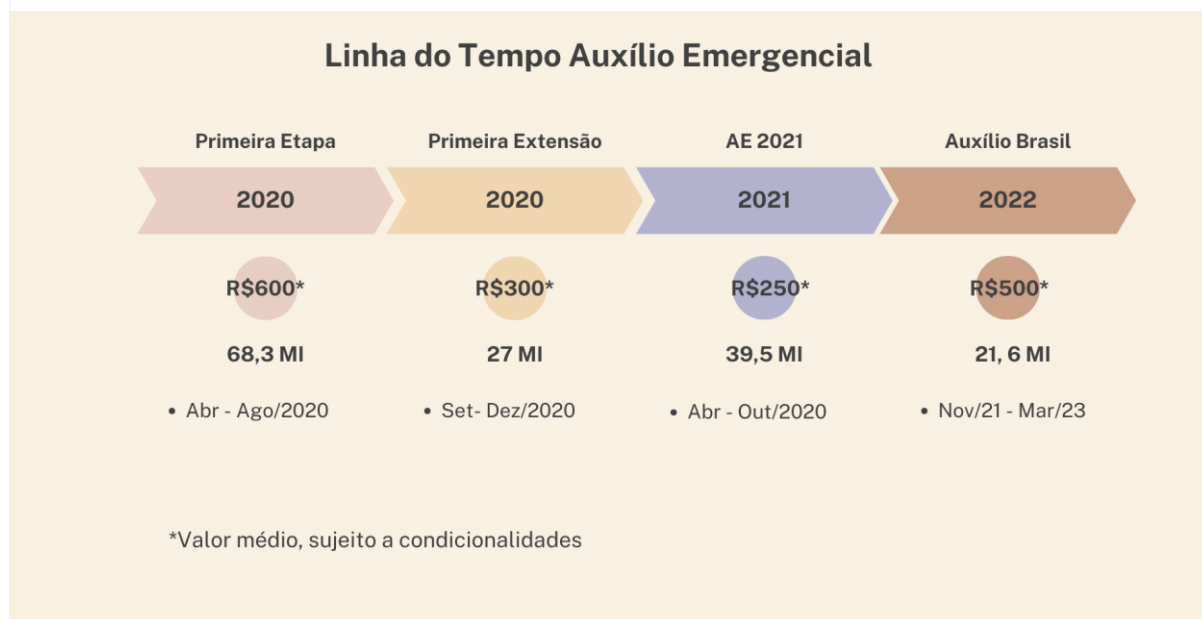 Linha do Tempo Auxílio Emergencial
Primeira Etapa
Primeira Extensão
AE 2021
Auxílio Brasil
2020
2020
2021
2022
R$600*
R$300*
R$250*
R$500*
68,3 MI
27 MI
39,5 MI
21, 6 MI
• Abr - Ago/2020
• Set- Dez/2020
• Abr - Out/2020
• Nov/21 - Mar/23
*Valor médio, sujeito a condicionalidades